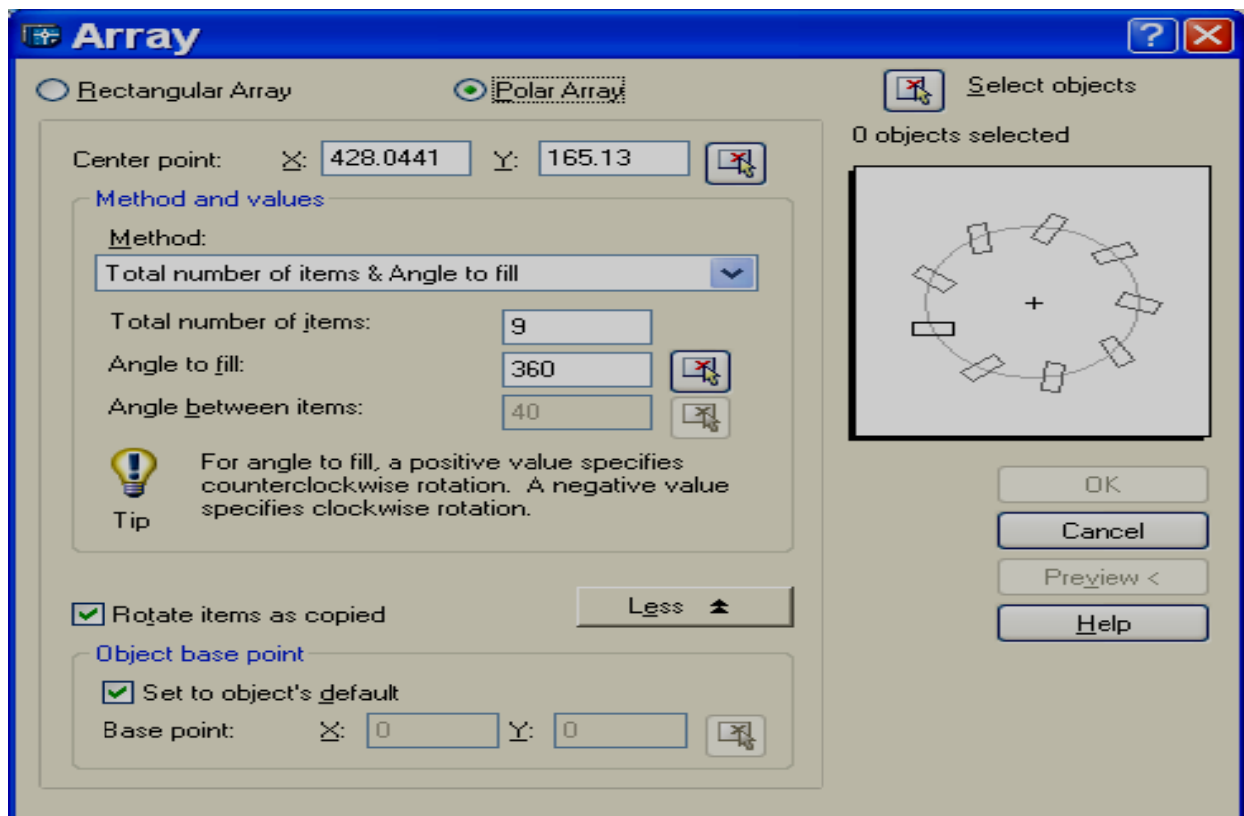 Array
Rectangular Array
Polar Array
Select objects
0 objects selected
Center point: X: 428.0441 Y: 165.13
Method and values
Method:
Total number of items & Angle to fill
Total number of items: 9
Angle to fill: 360
Angle between items: 40
Tip
For angle to fill, a positive value specifies
counterclockwise rotation. A negative value
specifies clockwise rotation.
OK
Cancel
Preview <
Help
Rotate items as copied
Less
Object base point
Set to object's default
Base point: X: 0 Y: 0